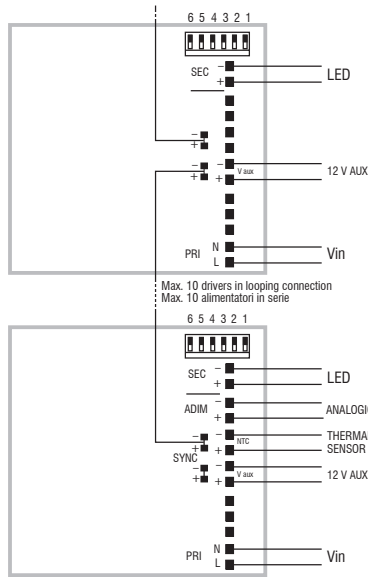 6 5 4 3 2 1
SEC
−
+
LED
−
+
−
+
−
+
V aux
12 V AUX
PRI
N
L
Vin
Max. 10 drivers in looping connection
Max. 10 alimentatori in serie
6 5 4 3 2 1
SEC
−
+
LED
ADIM
−
+
ANALOGIC
−
+
SYNC
−
+
NTC
THERMAL
SENSOR
−
+
−
+
V aux
12 V AUX
PRI
N
L
Vin